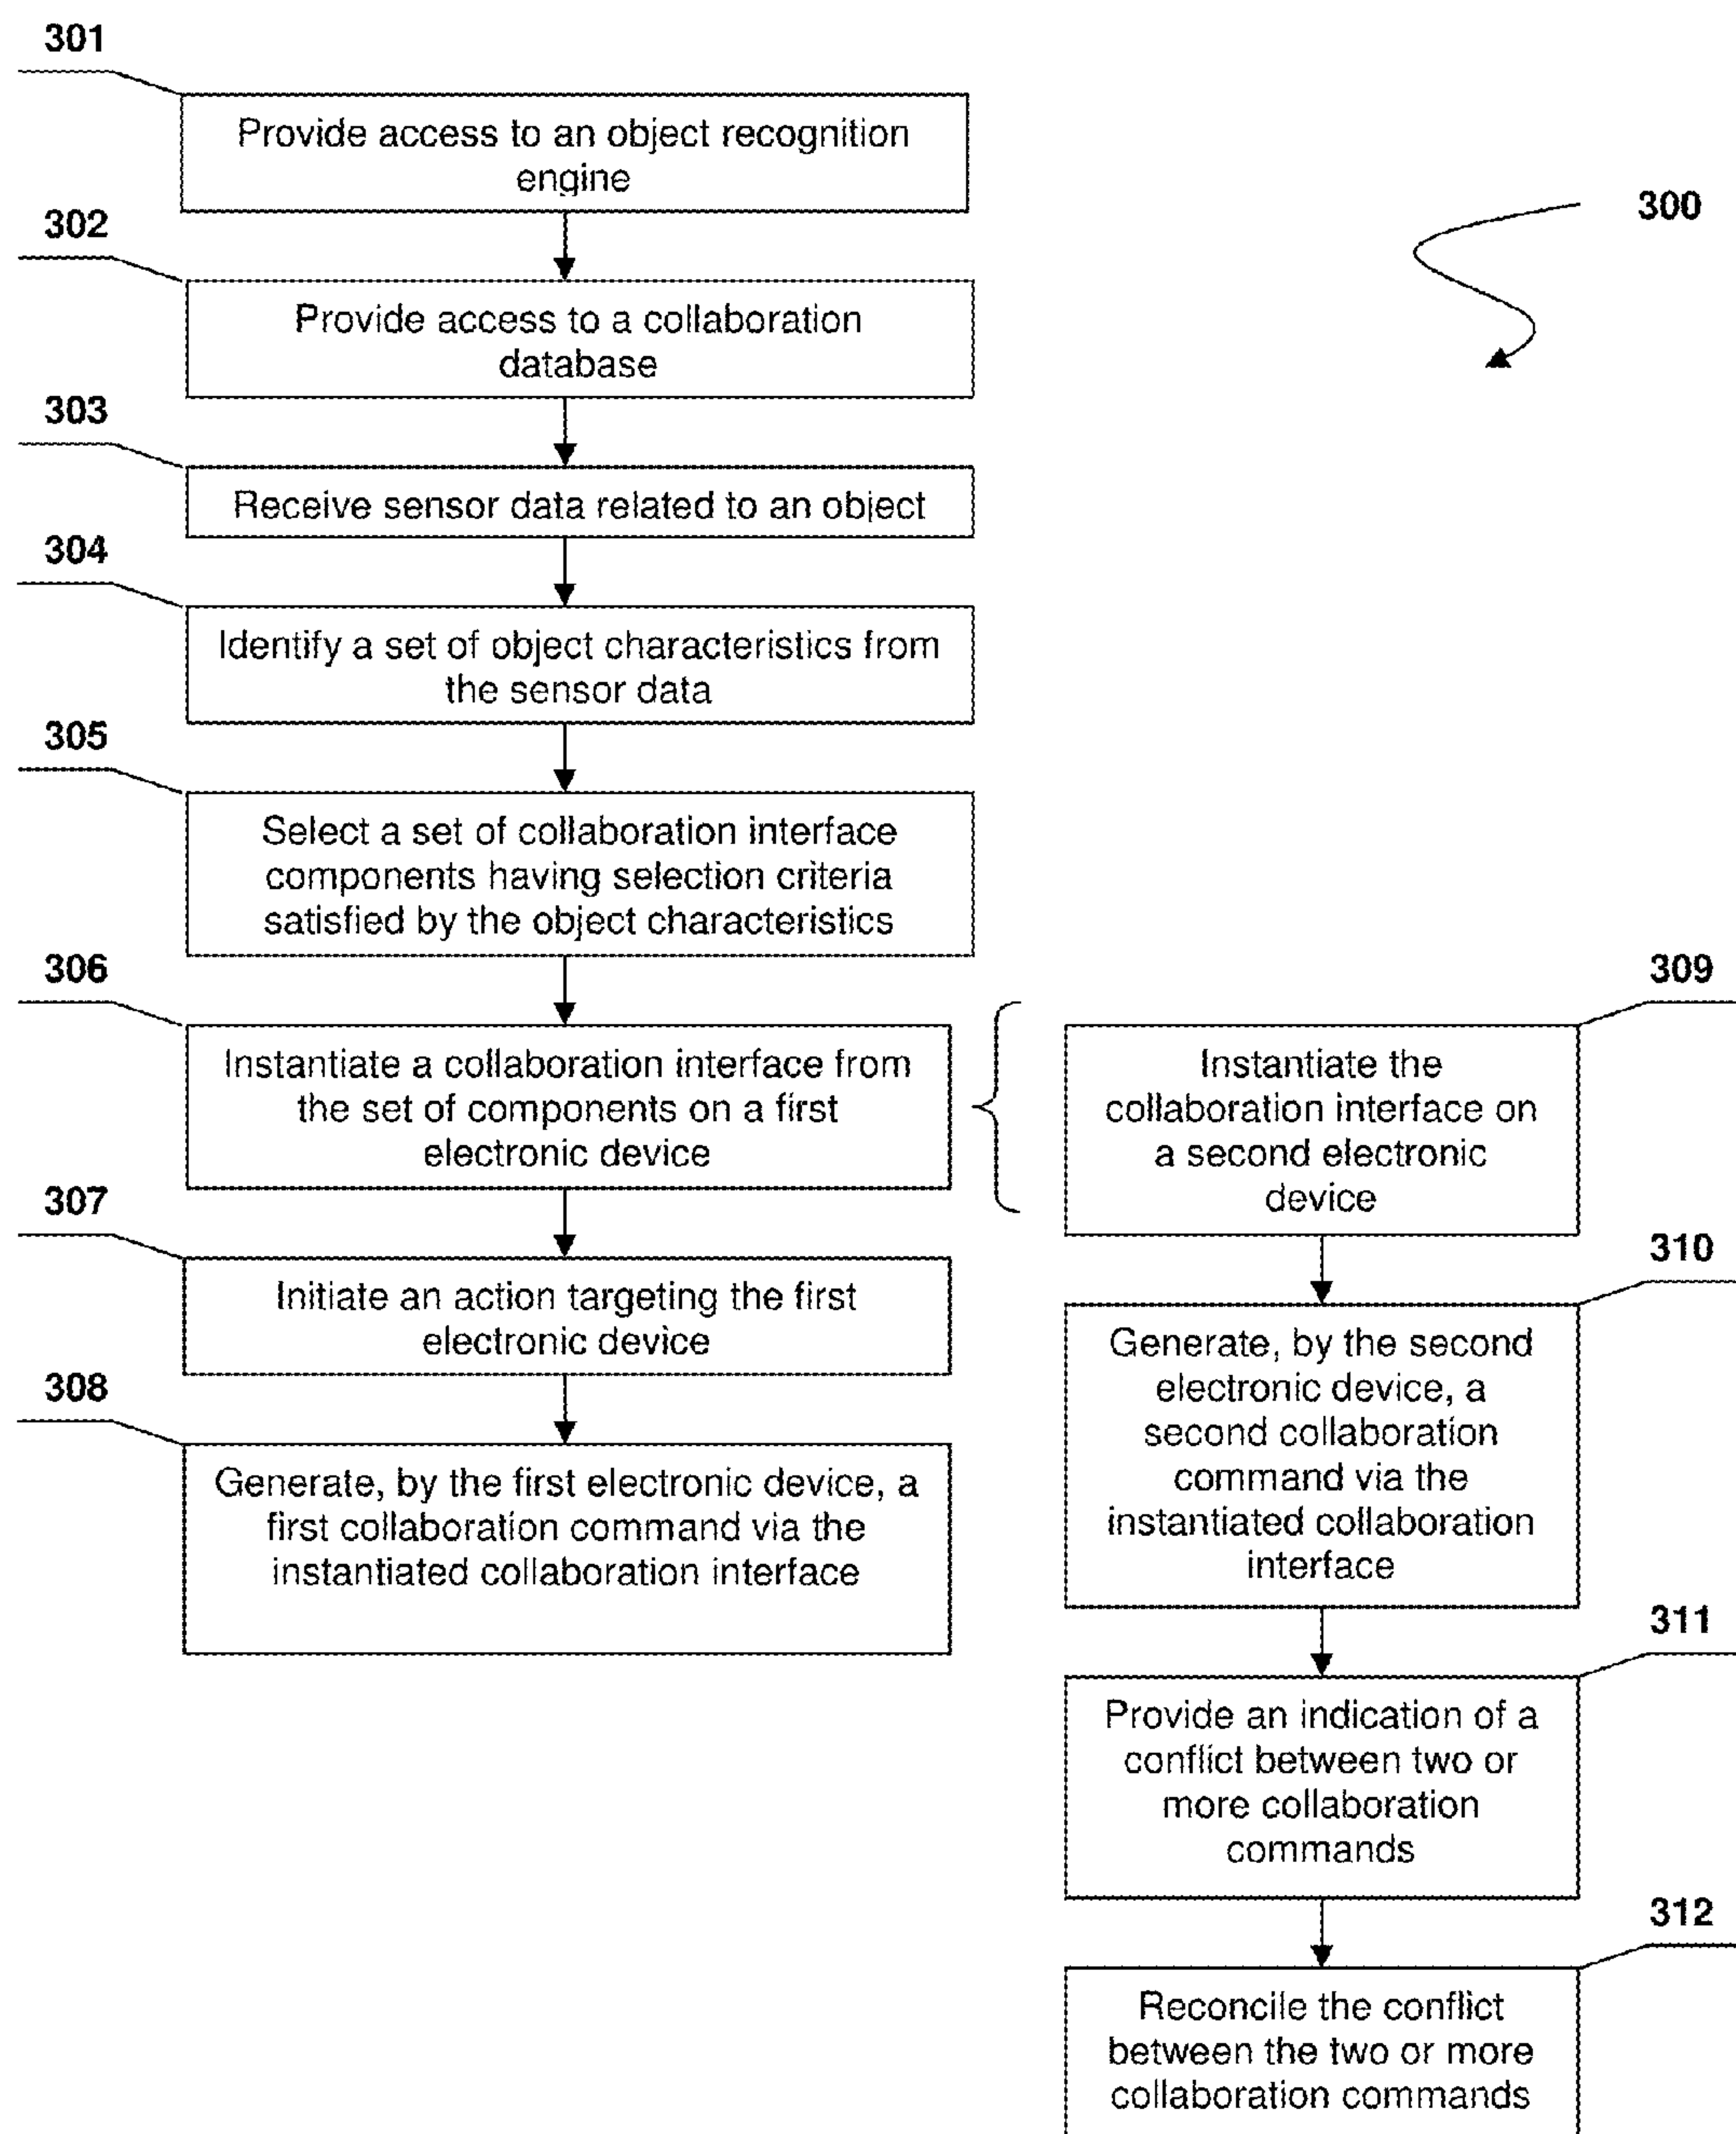 301
Provide access to an object recognition
engine
302
Provide access to a collaboration
database
303
Receive sensor data related to an object
304
Identify a set of object characteristics from
the sensor data
305
Select a set of collaboration interface
components having selection criteria
satisfied by the object characteristics
306
Instantiate a collaboration interface from
the set of components on a first
electronic device
307
Initiate an action targeting the first
electronic device
308
Generate, by the first electronic device, a
first collaboration command via the
instantiated collaboration interface
300
309
Instantiate the
collaboration interface on
a second electronic
device
310
Generate, by the second
electronic device, a
second collaboration
command via the
instantiated collaboration
interface
311
Provide an indication of a
conflict between two or
more collaboration
commands
312
Reconcile the conflict
between the two or more
collaboration commands